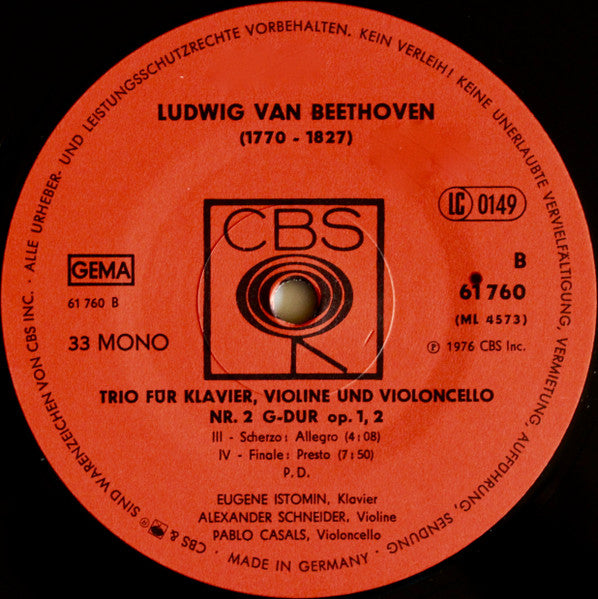 ALLE URHEBER- UND LEISTUNGSSCHUTZRECHTE VORBEHALTEN. KEIN VERLEIH! KEINE UNERLAUBTE VERVIELFÄLTIGUNG, VERMIETUNG, AUFFÜHRUNG, SENDUNG
LUDWIG VAN BEETHOVEN
(1770 - 1827)
CBS
LC 0149
GEMA
B
61 760 B
61 760
(ML 4573)
33 MONO
℗ 1976 CBS Inc.
TRIO FÜR KLAVIER, VIOLINE UND VIOLONCELLO
NR. 2 G-DUR op. 1, 2
III - Scherzo: Allegro (4:08)
IV - Finale: Presto (7:50)
P.D.
EUGENE ISTOMIN, Klavier
ALEXANDER SCHNEIDER, Violine
PABLO CASALS, Violoncello
· MADE IN GERMANY ·
CBS & ® SIND WARENZEICHEN VON CBS INC. ·